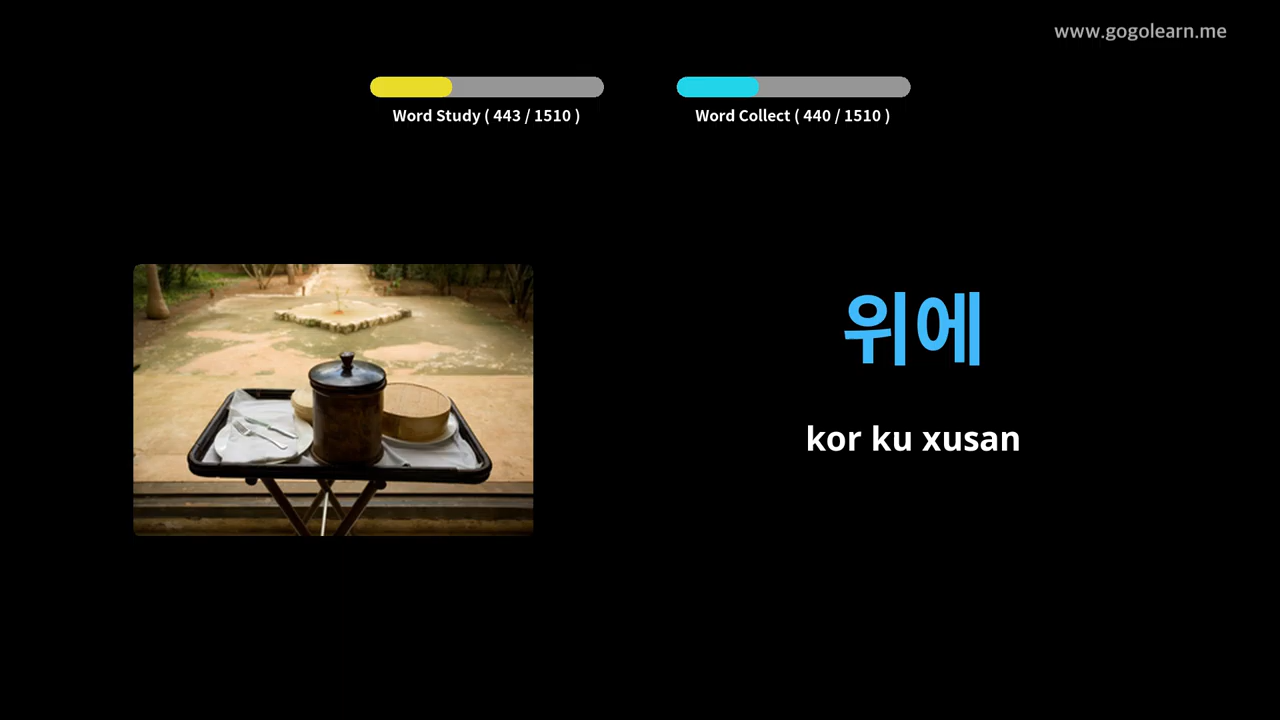 www.gogolearn.me
Word Study ( 443 / 1510 )
Word Collect ( 440 / 1510 )
위에
kor ku xusan